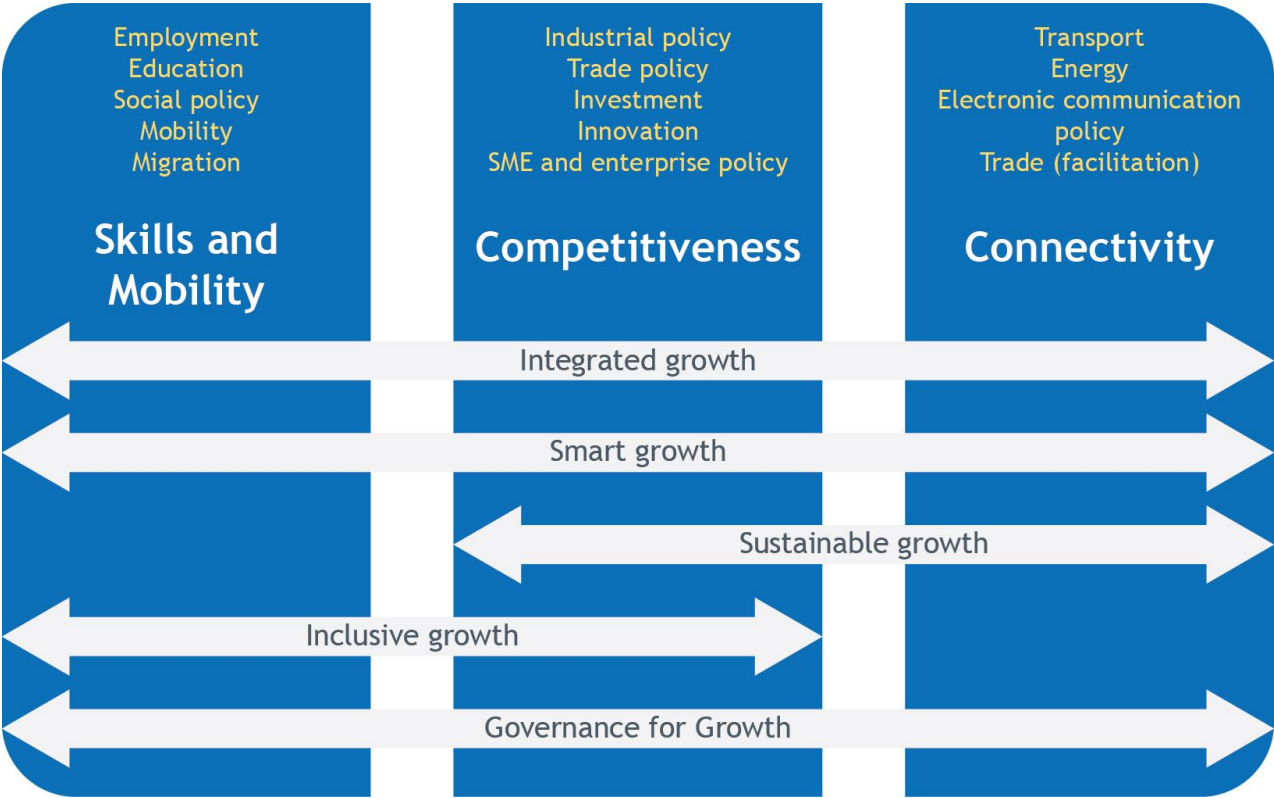 Employment
Education
Social policy
Mobility
Migration
Skills and
Mobility
Industrial policy
Trade policy
Investment
Innovation
SME and enterprise policy
Competitiveness
Transport
Energy
Electronic communication
policy
Trade (facilitation)
Connectivity
Integrated growth
Smart growth
Sustainable growth
Inclusive growth
Governance for Growth